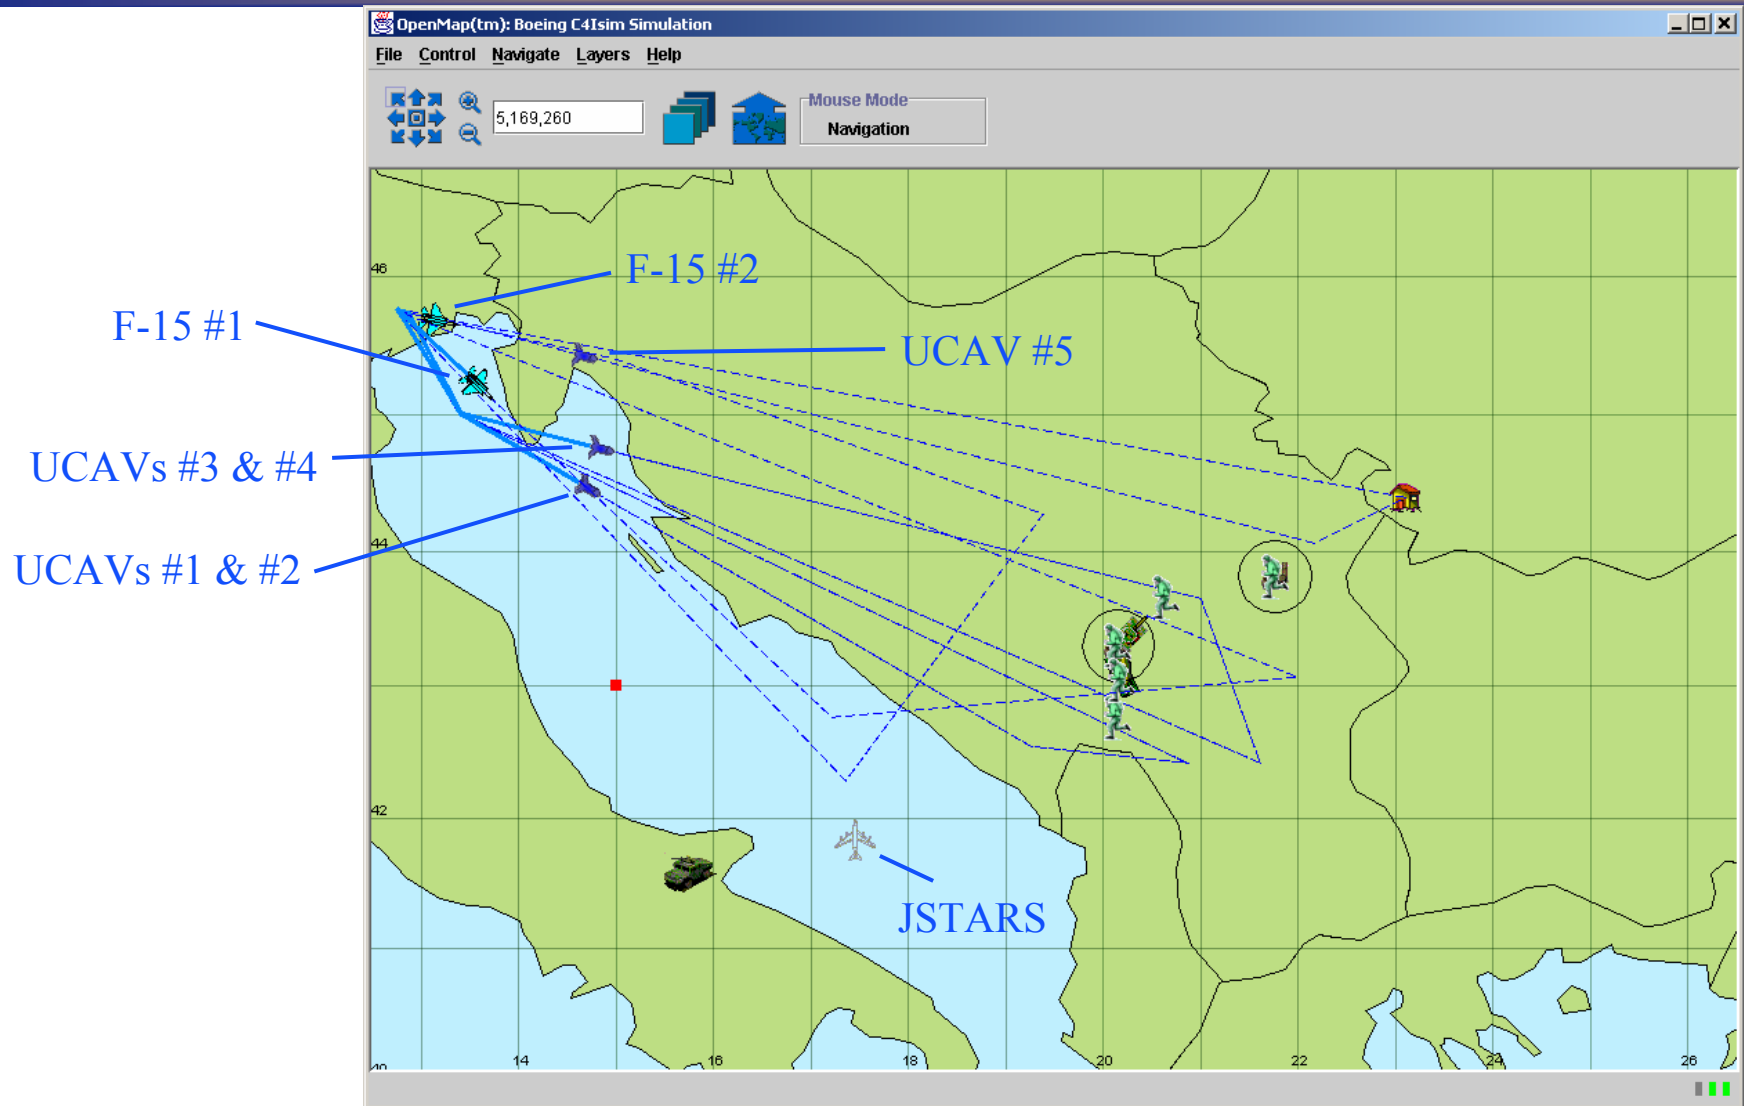 OpenMap(tm): Boeing C4Isim Simulation
File Control Navigate Layers Help
5,169,260
Mouse Mode
Navigation
46
F-15 #2
F-15 #1
UCAV #5
UCAVs #3 & #4
44
UCAVs #1 & #2
42
JSTARS
40
14 16 18 20 22 24 26